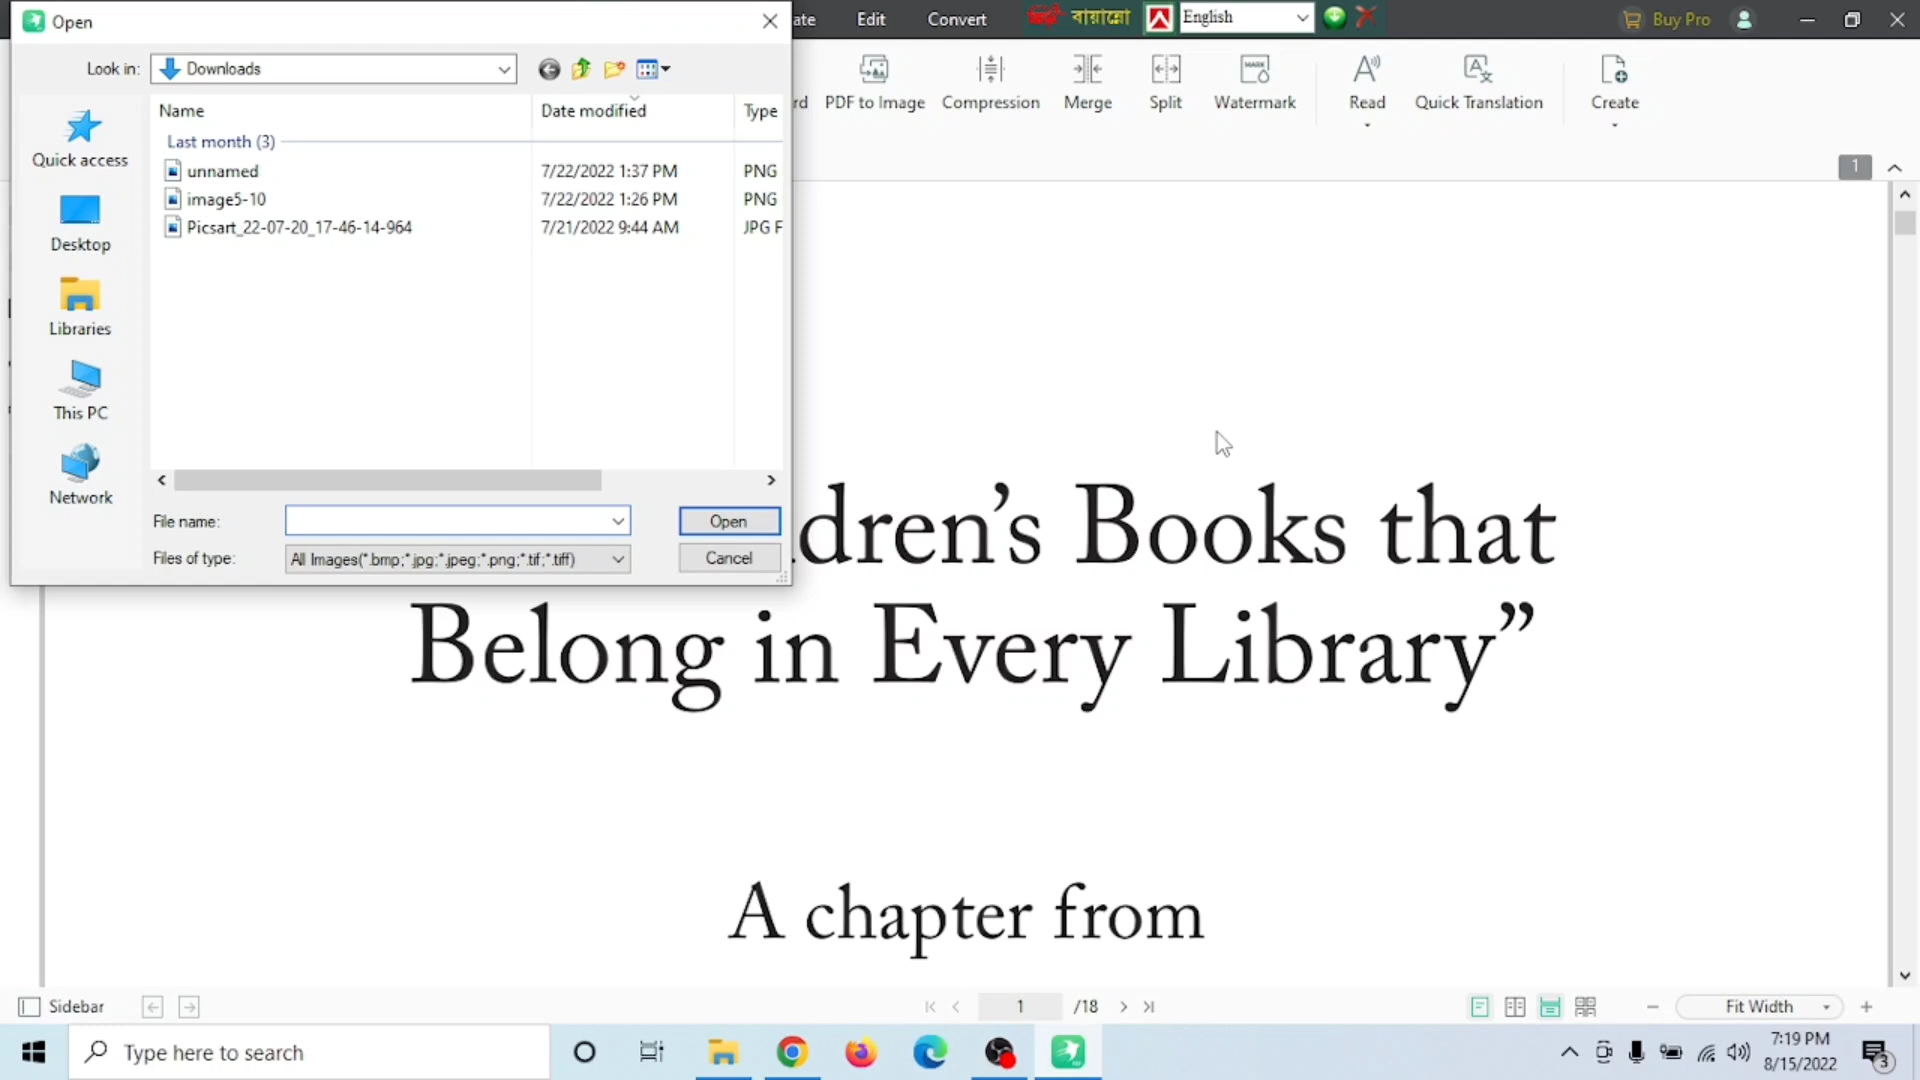 Open
ate Edit Convert বায়ান্নো English Buy Pro
Look in: Downloads
rd PDF to Image Compression Merge Split Watermark Read Quick Translation Create
MARK
Name Date modified Type
Last month (3)
unnamed 7/22/2022 1:37 PM PNG
image5-10 7/22/2022 1:26 PM PNG
Picsart_22-07-20_17-46-14-964 7/21/2022 9:44 AM JPG F
1
Quick access
Desktop
Libraries
This PC
Network
File name: Open
Files of type: All Images(*.bmp;*.jpg;*.jpeg;*.png;*.tif;*.tiff) Cancel
dren’s Books that
Belong in Every Library”
A chapter from
Sidebar 1 /18 Fit Width
Type here to search 7:19 PM
8/15/2022 3